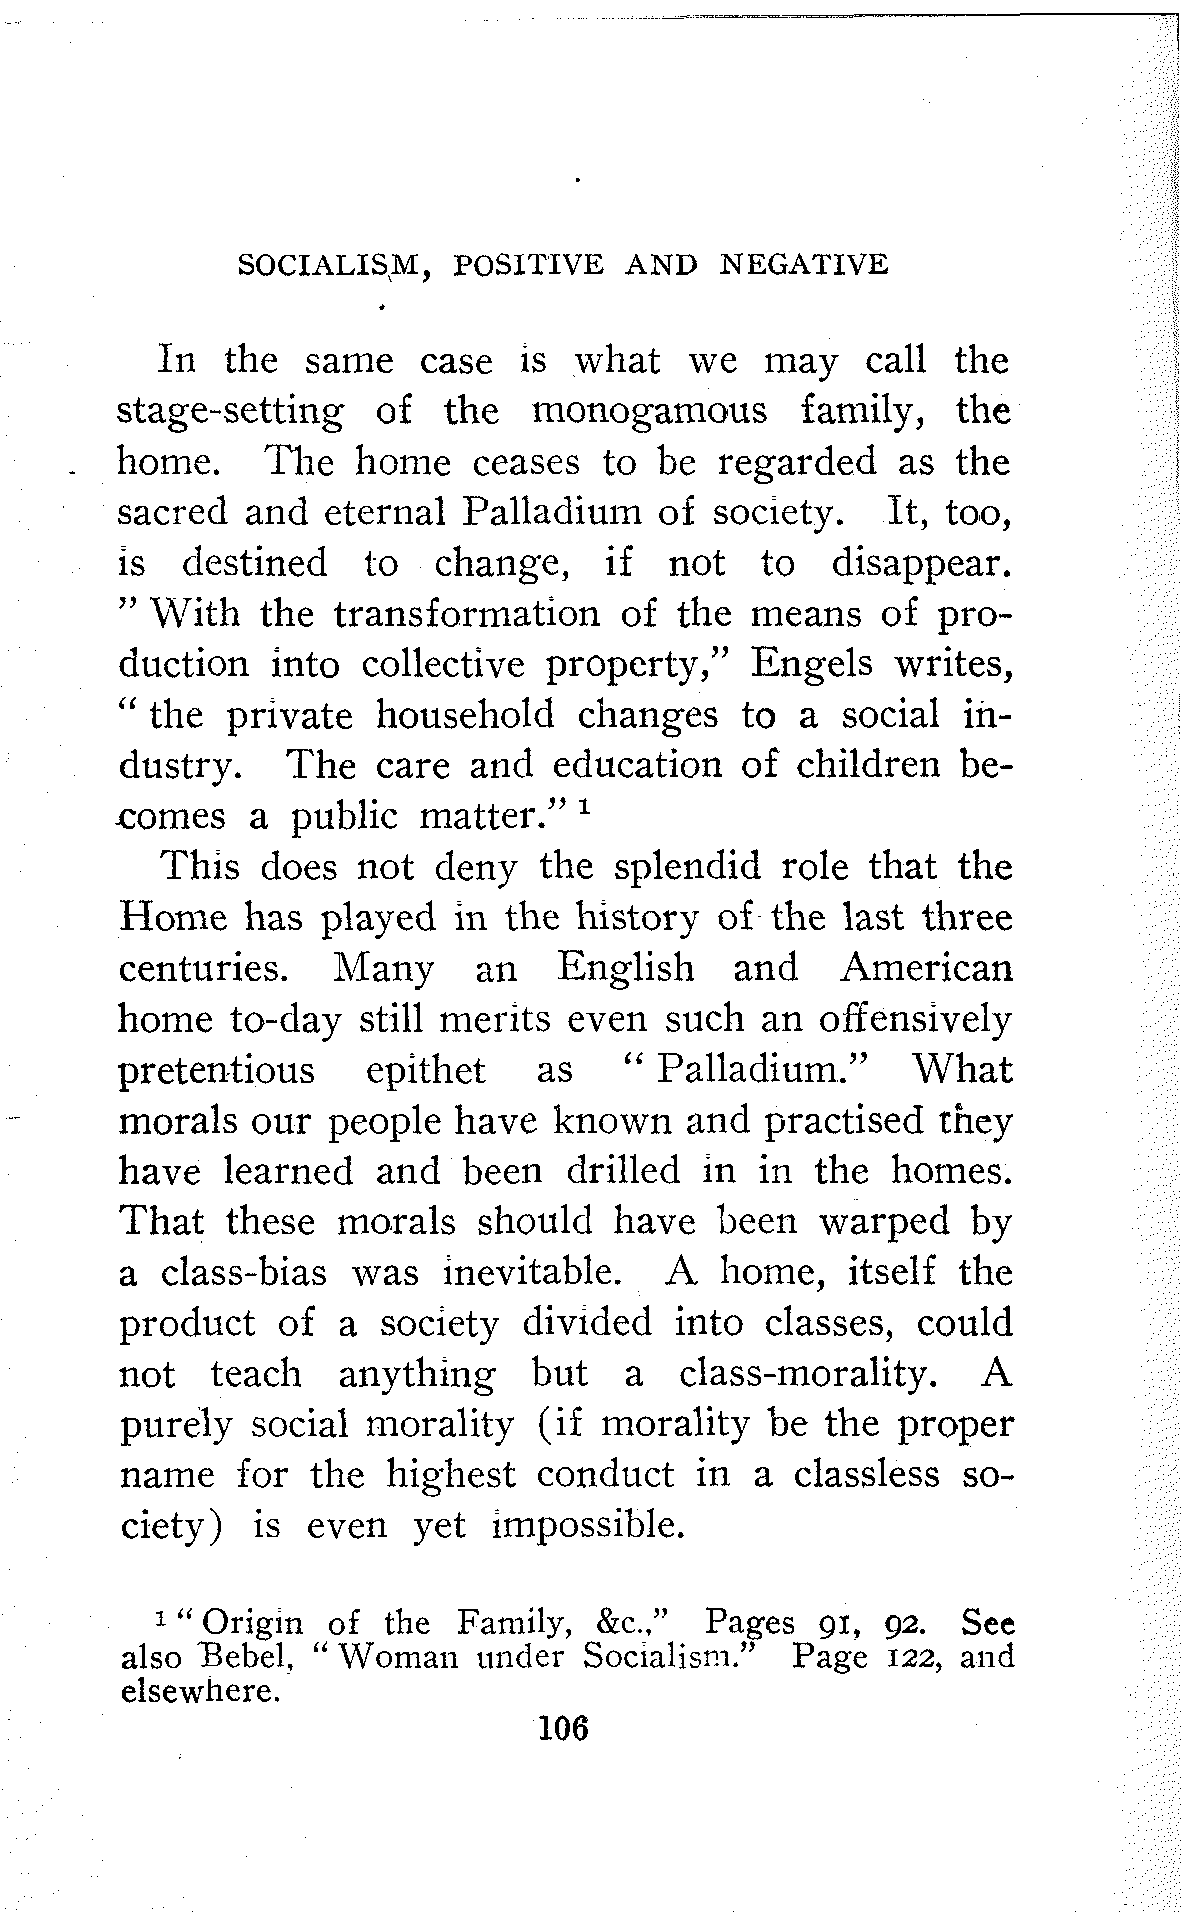 SOCIALISM, POSITIVE AND NEGATIVE
In the same case is what we may call the
stage-setting of the monogamous family, the
home. The home ceases to be regarded as the
sacred and eternal Palladium of society. It, too,
is destined to change, if not to disappear.
” With the transformation of the means of pro-
duction into collective property,” Engels writes,
“ the private household changes to a social in-
dustry. The care and education of children be-
comes a public matter.” ¹
This does not deny the splendid role that the
Home has played in the history of the last three
centuries. Many an English and American
home to-day still merits even such an offensively
pretentious epithet as “ Palladium.” What
morals our people have known and practised they
have learned and been drilled in in the homes.
That these morals should have been warped by
a class-bias was inevitable. A home, itself the
product of a society divided into classes, could
not teach anything but a class-morality. A
purely social morality (if morality be the proper
name for the highest conduct in a classless so-
ciety) is even yet impossible.
¹ “ Origin of the Family, &c.,” Pages 91, 92. See
also Bebel, “ Woman under Socialism.” Page 122, and
elsewhere.
106